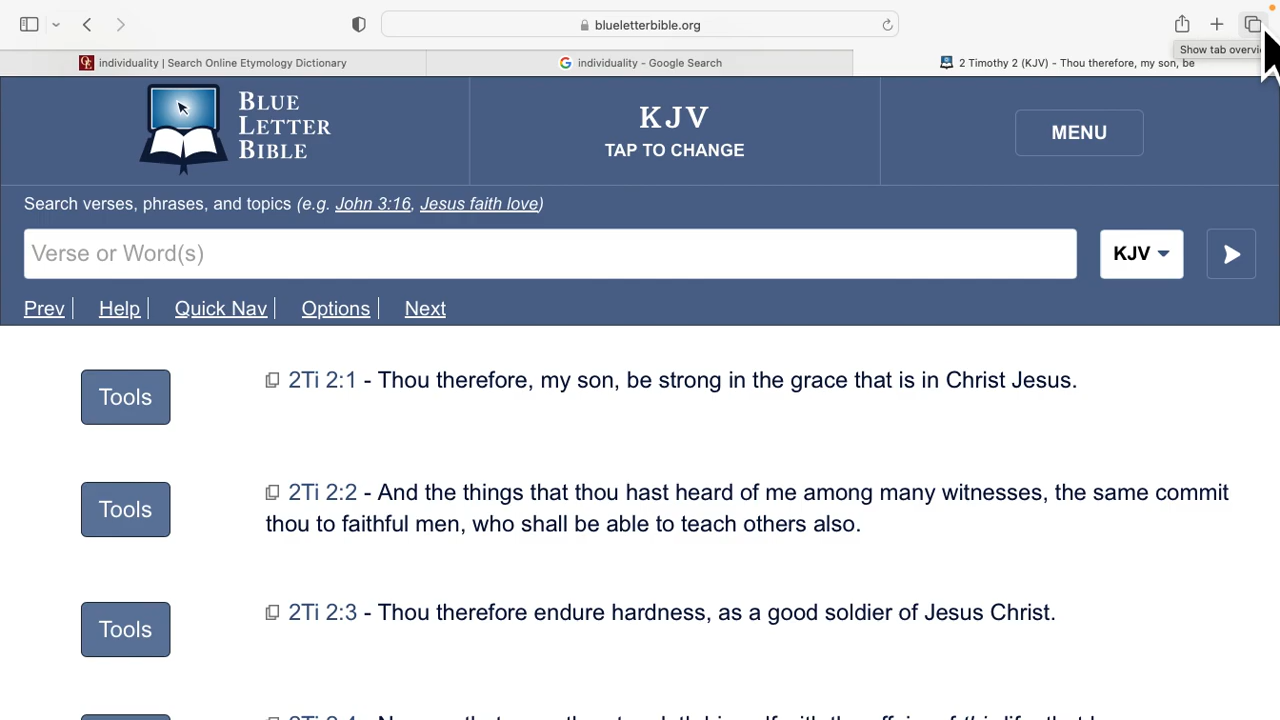 blueletterbible.org
Show tab overvi
individuality | Search Online Etymology Dictionary
individuality - Google Search
2 Timothy 2 (KJV) - Thou therefore, my son, be
BLUE
LETTER
BIBLE
KJV
TAP TO CHANGE
MENU
Search verses, phrases, and topics (e.g. John 3:16, Jesus faith love)
Verse or Word(s)
KJV
Prev | Help | Quick Nav | Options | Next
Tools
2Ti 2:1 - Thou therefore, my son, be strong in the grace that is in Christ Jesus.
Tools
2Ti 2:2 - And the things that thou hast heard of me among many witnesses, the same commit
thou to faithful men, who shall be able to teach others also.
Tools
2Ti 2:3 - Thou therefore endure hardness, as a good soldier of Jesus Christ.